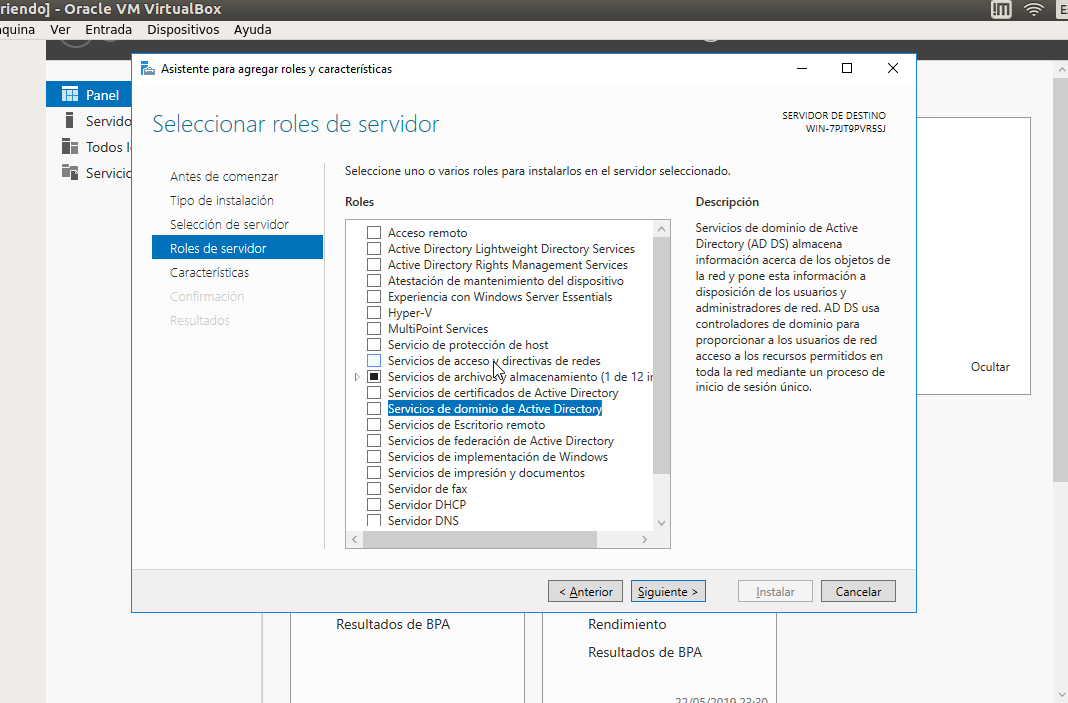 riendo] - Oracle VM VirtualBox
quina Ver Entrada Dispositivos Ayuda
Asistente para agregar roles y características
Panel
Servido
Todos l
Servicio
Seleccionar roles de servidor
SERVIDOR DE DESTINO
WIN-7PJT9PVR5SJ
Antes de comenzar
Tipo de instalación
Selección de servidor
Roles de servidor
Características
Confirmación
Resultados
Seleccione uno o varios roles para instalarlos en el servidor seleccionado.
Roles
Acceso remoto
Active Directory Lightweight Directory Services
Active Directory Rights Management Services
Atestación de mantenimiento del dispositivo
Experiencia con Windows Server Essentials
Hyper-V
MultiPoint Services
Servicio de protección de host
Servicios de acceso y directivas de redes
Servicios de archivos y almacenamiento (1 de 12 in
Servicios de certificados de Active Directory
Servicios de dominio de Active Directory
Servicios de Escritorio remoto
Servicios de federación de Active Directory
Servicios de implementación de Windows
Servicios de impresión y documentos
Servidor de fax
Servidor DHCP
Servidor DNS
Descripción
Servicios de dominio de Active
Directory (AD DS) almacena
información acerca de los objetos de
la red y pone esta información a
disposición de los usuarios y
administradores de red. AD DS usa
controladores de dominio para
proporcionar a los usuarios de red
acceso a los recursos permitidos en
toda la red mediante un proceso de
inicio de sesión único.
Ocultar
< Anterior
Siguiente >
Instalar
Cancelar
Resultados de BPA
Rendimiento
Resultados de BPA
22/05/2019 23:30